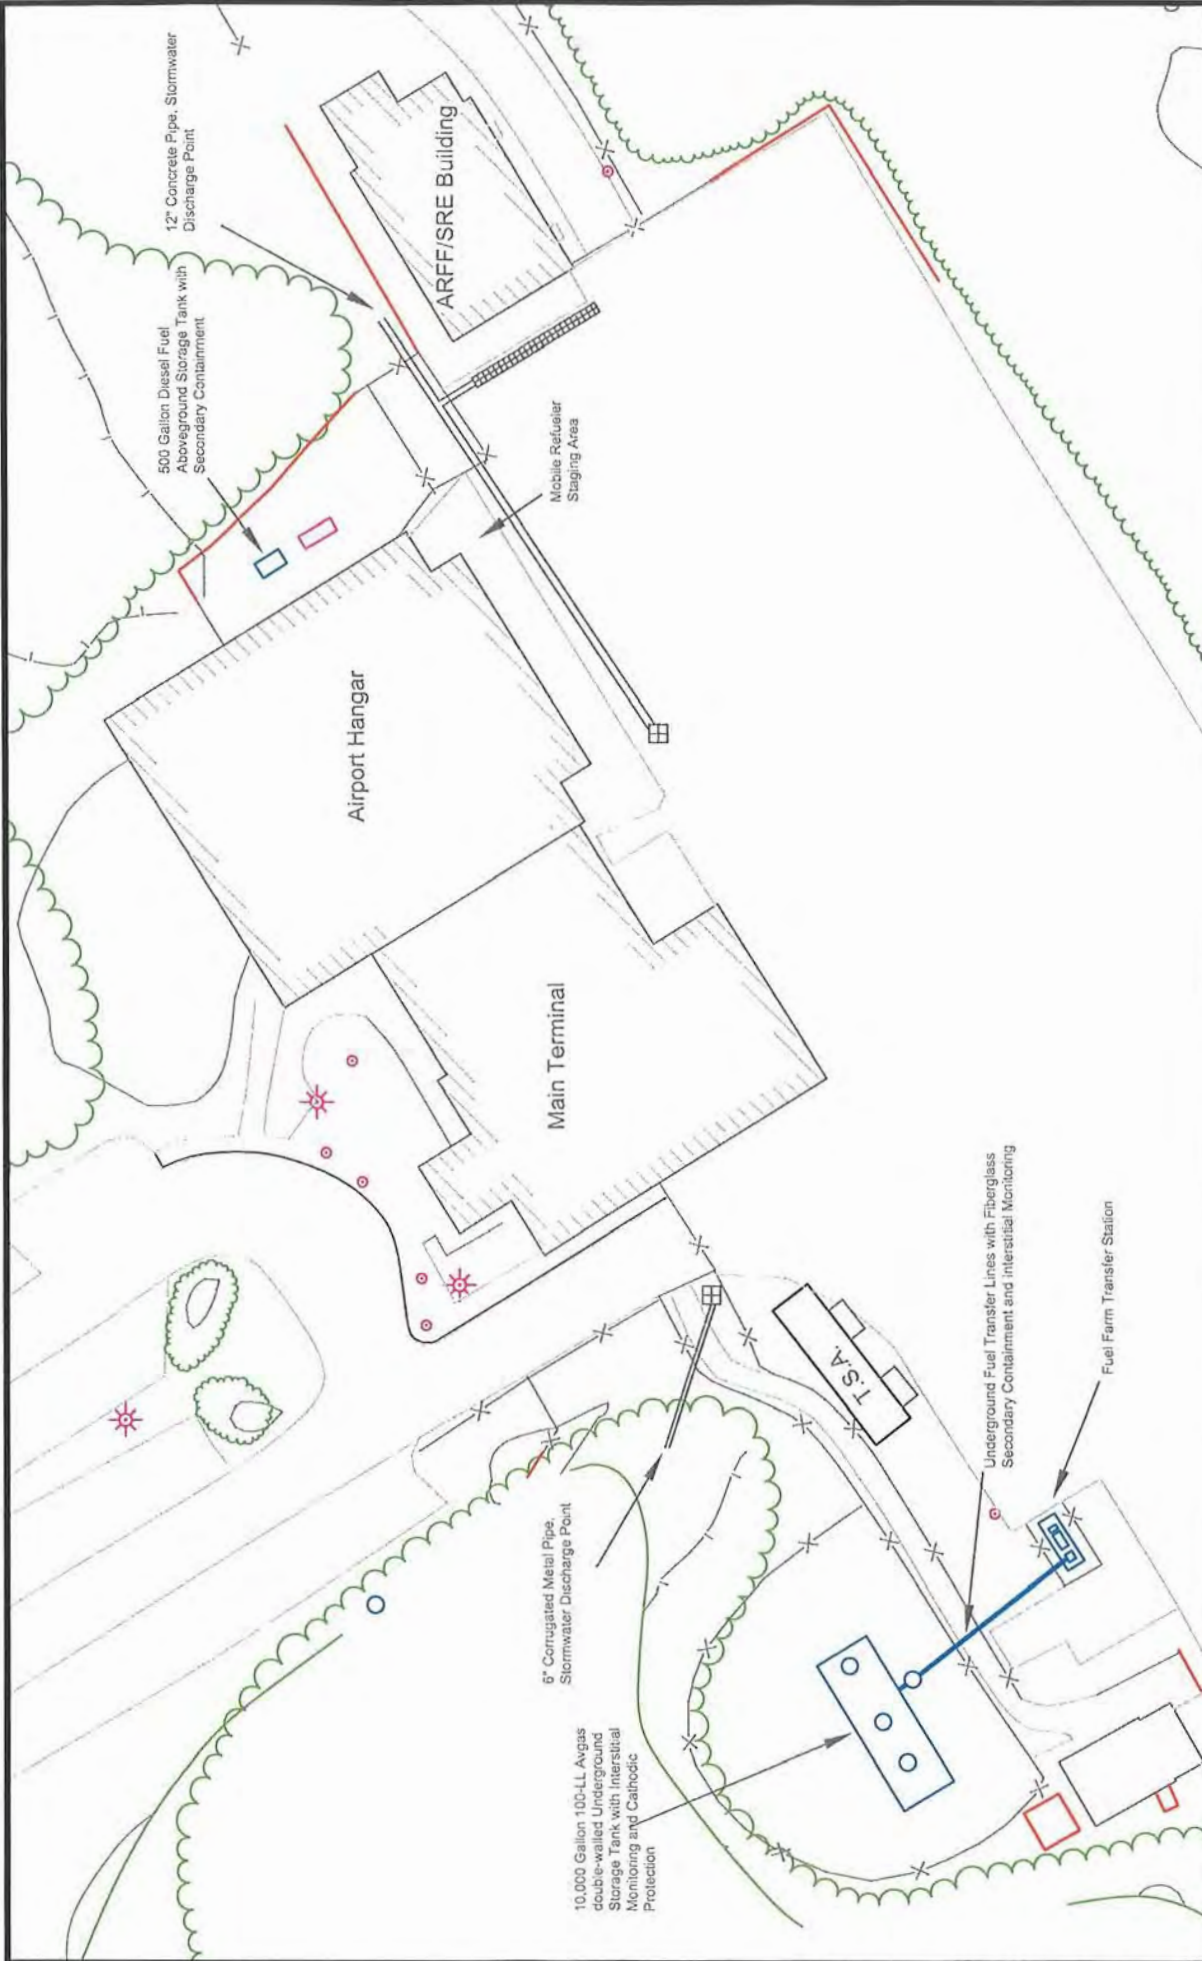 12" Concrete Pipe, Stormwater
Discharge Point
500 Gallon Diesel Fuel
Aboveground Storage Tank with
Secondary Containment
ARFF/SRE Building
Mobile Refueler
Staging Area
Airport Hangar
Main Terminal
T.S.A.
Underground Fuel Transfer Lines with Fiberglass
Secondary Containment and Interstitial Monitoring
Fuel Farm Transfer Station
6" Corrugated Metal Pipe,
Stormwater Discharge Point
10,000 Gallon 100-LL Avgas
double-walled Underground
Storage Tank with Interstitial
Monitoring and Cathodic
Protection